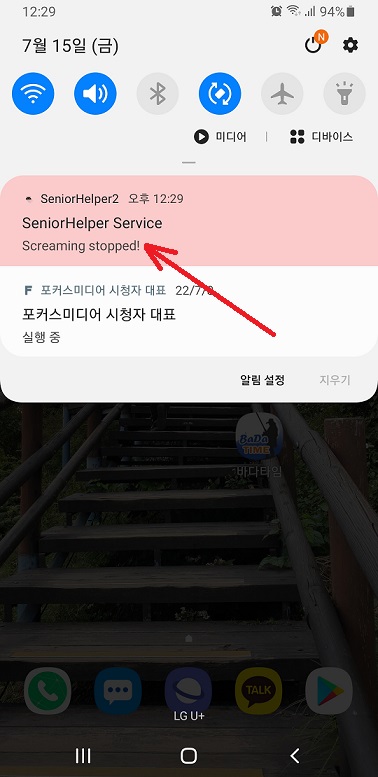 12:29
94%
7월 15일 (금)
N
미디어
디바이스
SeniorHelper2 오후 12:29
SeniorHelper Service
Screaming stopped!
F 포커스미디어 시청자 대표 22/7/
포커스미디어 시청자 대표
실행 중
알림 설정
지우기
BaDa
TIME
바다타임
TALK
LG U+